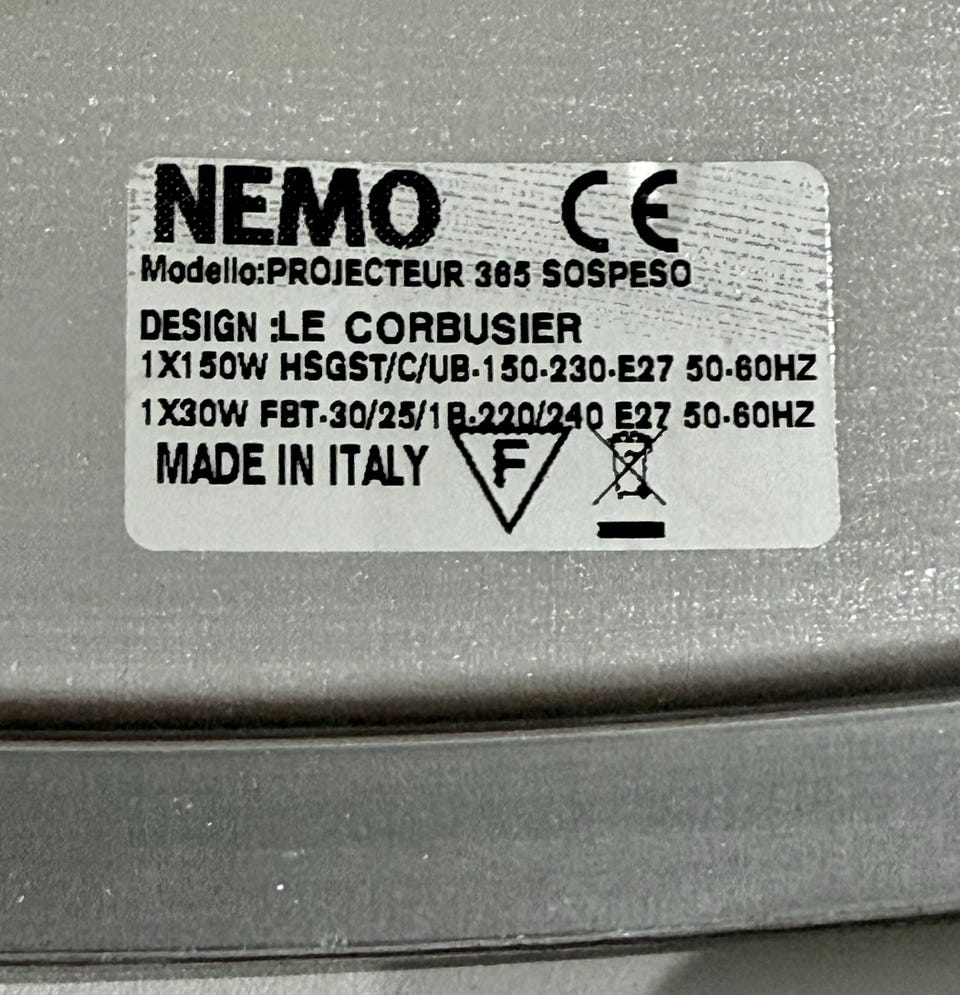 NEMO CE
Modello:PROJECTEUR 365 SOSPESO
DESIGN :LE CORBUSIER
1X150W HSGST/C/UB-150-230-E27 50-60HZ
1X30W FBT-30/25/1B-220/240 E27 50-60HZ
MADE IN ITALY F